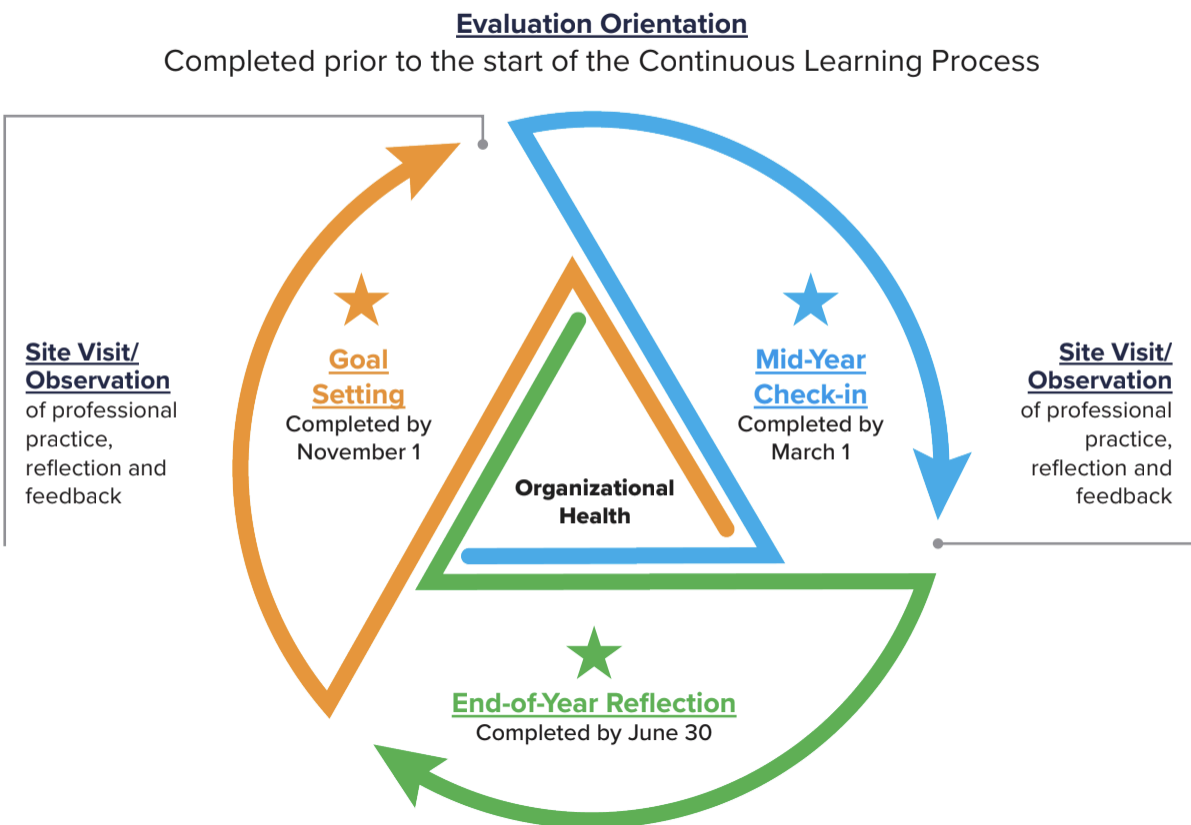 Evaluation Orientation
Completed prior to the start of the Continuous Learning Process
Site Visit/
Observation
of professional
practice,
reflection and
feedback
Goal
Setting
Completed by
November 1
Mid-Year
Check-in
Completed by
March 1
Site Visit/
Observation
of professional
practice,
reflection and
feedback
Organizational
Health
End-of-Year Reflection
Completed by June 30